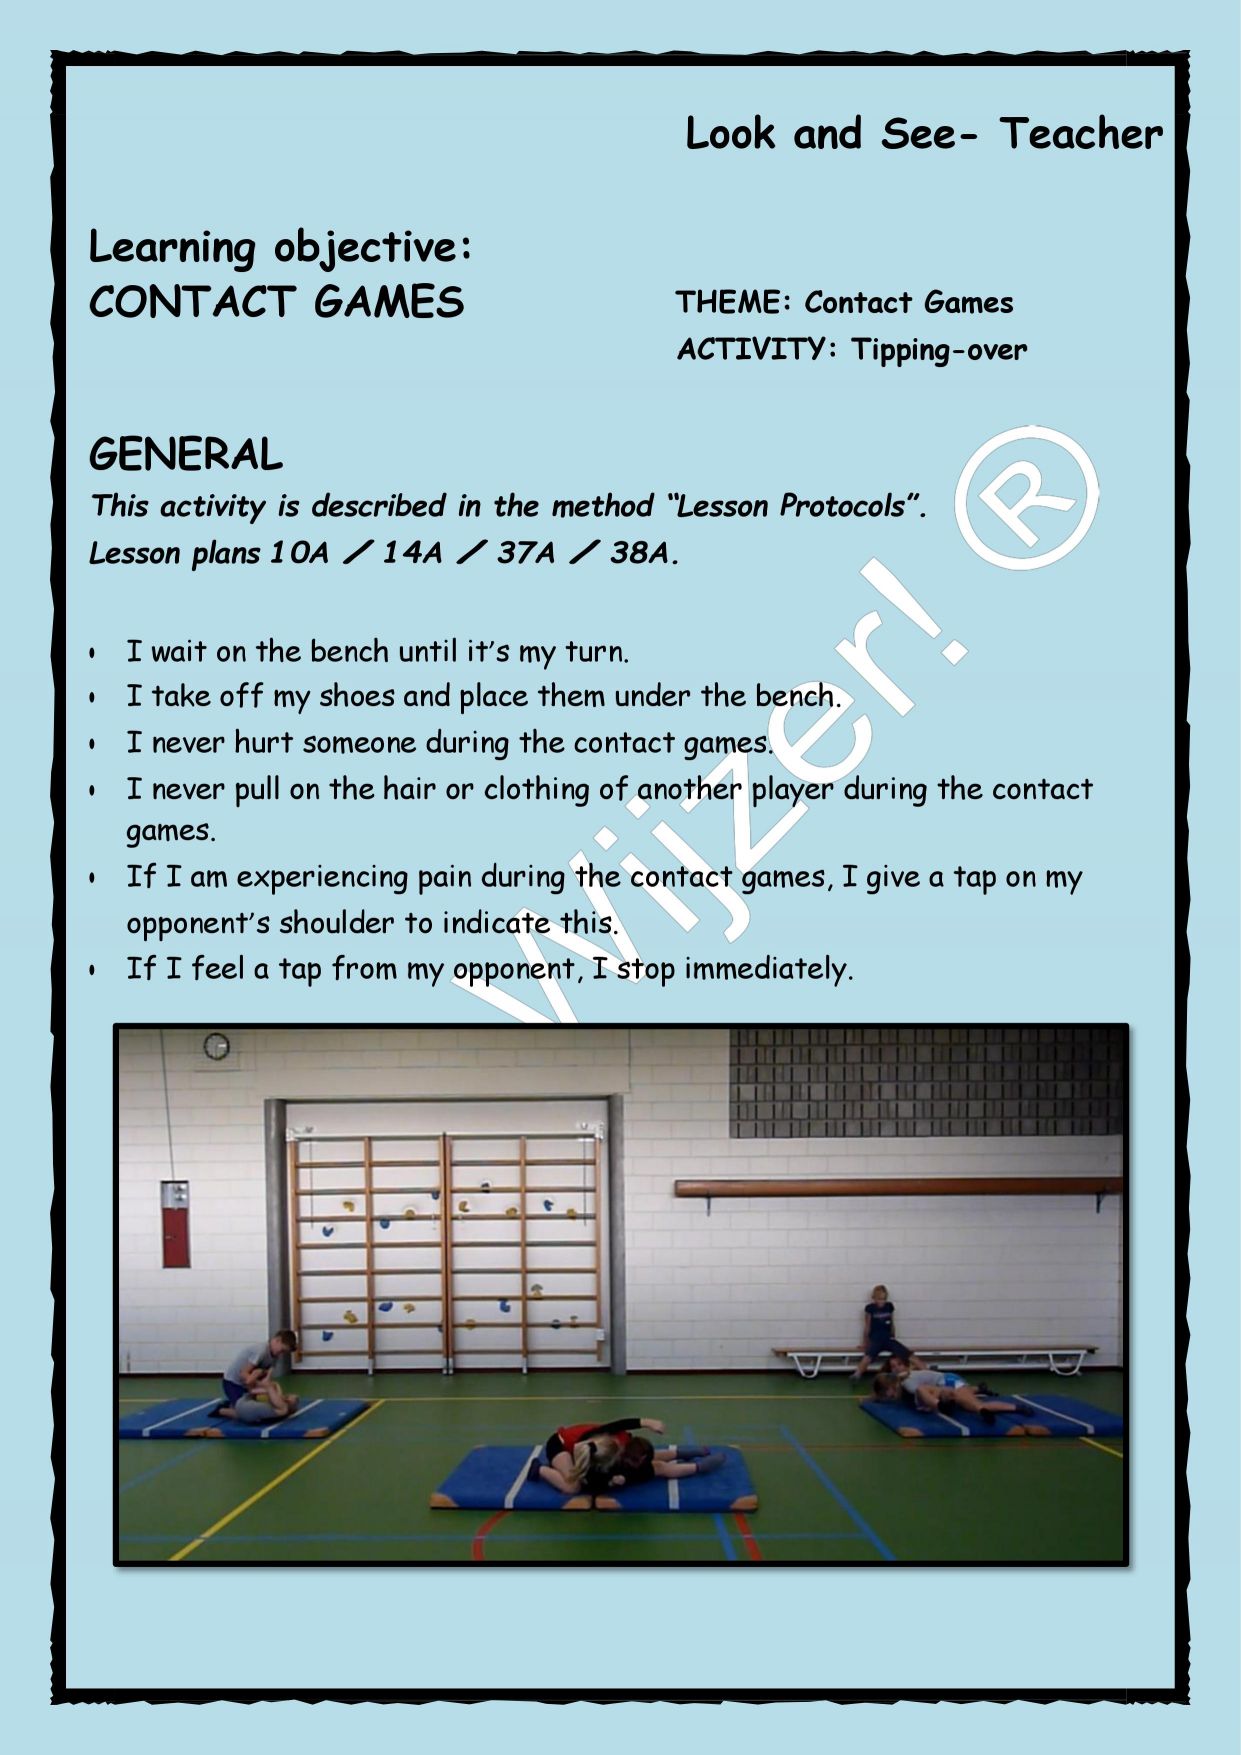 Look and See- Teacher
Learning objective:
CONTACT GAMES
THEME: Contact Games
ACTIVITY: Tipping-over
GENERAL
This activity is described in the method “Lesson Protocols”.
Lesson plans 10A / 14A / 37A / 38A.
• I wait on the bench until it’s my turn.
• I take off my shoes and place them under the bench.
• I never hurt someone during the contact games.
• I never pull on the hair or clothing of another player during the contact
games.
• If I am experiencing pain during the contact games, I give a tap on my
opponent’s shoulder to indicate this.
• If I feel a tap from my opponent, I stop immediately.
Wijzer! ®